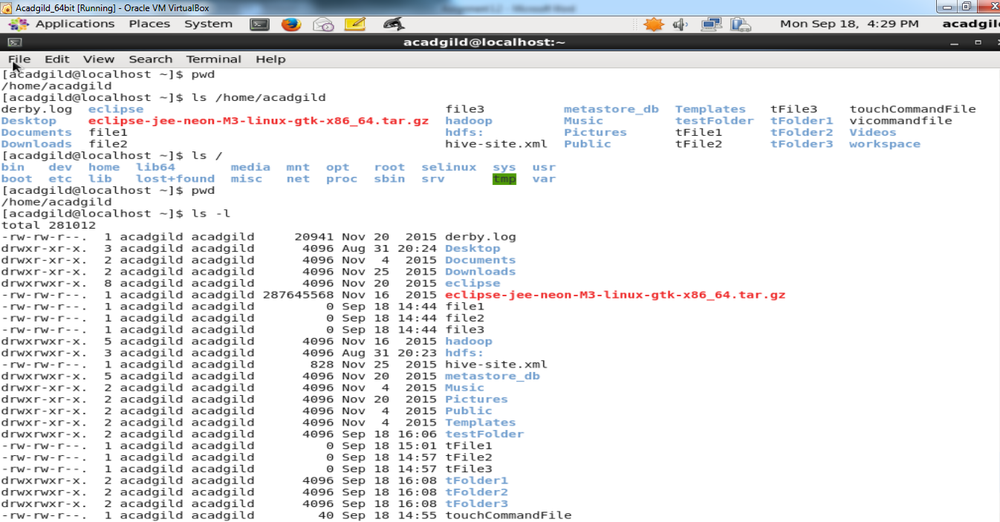 Acadgild_64bit [Running] - Oracle VM VirtualBox
Applications Places System Mon Sep 18, 4:29 PM acadgil
acadgild@localhost:~
File Edit View Search Terminal Help
[acadgild@localhost ~]$ pwd
/home/acadgild
[acadgild@localhost ~]$ ls /home/acadgild
derby.log eclipse file3 metastore_db Templates tFile3 touchCommandFile
Desktop eclipse-jee-neon-M3-linux-gtk-x86_64.tar.gz hadoop Music testFolder tFolder1 vicommandfile
Documents file1 hdfs: Pictures tFile1 tFolder2 Videos
Downloads file2 hive-site.xml Public tFile2 tFolder3 workspace
[acadgild@localhost ~]$ ls /
bin dev home lib64 media mnt opt root selinux sys usr
boot etc lib lost+found misc net proc sbin srv tmp var
[acadgild@localhost ~]$ pwd
/home/acadgild
[acadgild@localhost ~]$ ls -l
total 281012
-rw-rw-r--. 1 acadgild acadgild 20941 Nov 20 2015 derby.log
drwxr-xr-x. 3 acadgild acadgild 4096 Aug 31 20:24 Desktop
drwxr-xr-x. 2 acadgild acadgild 4096 Nov 4 2015 Documents
drwxr-xr-x. 2 acadgild acadgild 4096 Nov 25 2015 Downloads
drwxrwxr-x. 8 acadgild acadgild 4096 Nov 20 2015 eclipse
-rw-rw-r--. 1 acadgild acadgild 287645568 Nov 16 2015 eclipse-jee-neon-M3-linux-gtk-x86_64.tar.gz
-rw-rw-r--. 1 acadgild acadgild 0 Sep 18 14:44 file1
-rw-rw-r--. 1 acadgild acadgild 0 Sep 18 14:44 file2
-rw-rw-r--. 1 acadgild acadgild 0 Sep 18 14:44 file3
drwxrwxr-x. 5 acadgild acadgild 4096 Nov 16 2015 hadoop
drwxrwxr-x. 3 acadgild acadgild 4096 Aug 31 20:23 hdfs:
-rw-rw-r--. 1 acadgild acadgild 828 Nov 25 2015 hive-site.xml
drwxrwxr-x. 5 acadgild acadgild 4096 Nov 20 2015 metastore_db
drwxr-xr-x. 2 acadgild acadgild 4096 Nov 4 2015 Music
drwxr-xr-x. 2 acadgild acadgild 4096 Nov 20 2015 Pictures
drwxr-xr-x. 2 acadgild acadgild 4096 Nov 4 2015 Public
drwxr-xr-x. 2 acadgild acadgild 4096 Nov 4 2015 Templates
drwxrwxr-x. 2 acadgild acadgild 4096 Sep 18 16:06 testFolder
-rw-rw-r--. 1 acadgild acadgild 0 Sep 18 15:01 tFile1
-rw-rw-r--. 1 acadgild acadgild 0 Sep 18 14:57 tFile2
-rw-rw-r--. 1 acadgild acadgild 0 Sep 18 14:57 tFile3
drwxrwxr-x. 2 acadgild acadgild 4096 Sep 18 16:08 tFolder1
drwxrwxr-x. 2 acadgild acadgild 4096 Sep 18 16:08 tFolder2
drwxrwxr-x. 2 acadgild acadgild 4096 Sep 18 16:08 tFolder3
-rw-rw-r--. 1 acadgild acadgild 40 Sep 18 14:55 touchCommandFile